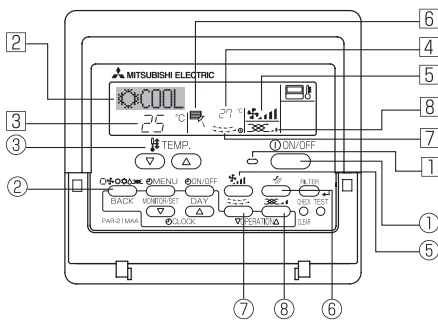 6
2
4
MITSUBISHI ELECTRIC
5
COOL
27 °C
3
25 °C
8
7
③
TEMP.
ON/OFF
1
②
MENU
ON/OFF
FILTER
①
BACK
MONITOR/SET
DAY
CHECK TEST
PAR-21MAA
CLOCK
OPERATION
CLEAR
⑤
⑦
⑧
⑥